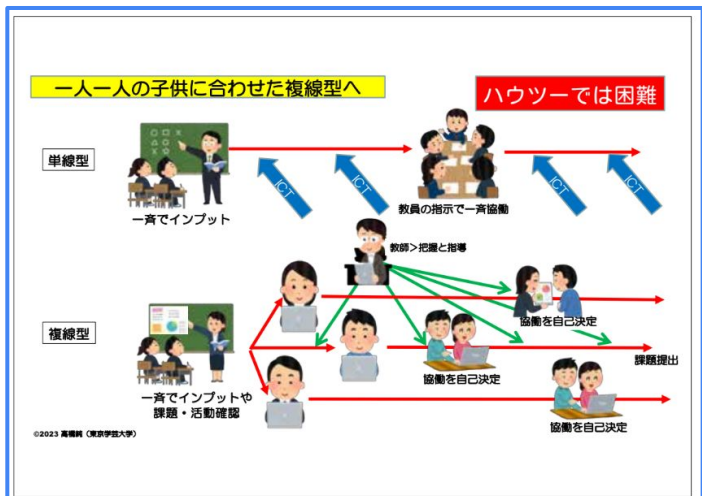 一人一人の子供に合わせた複線型へ
ハウツーでは困難
単線型
一斉でインプット
ICT
ICT
教員の指示で一斉協働
ICT
ICT
教師>把握と指導
複線型
一斉でインプットや
課題・活動確認
協働を自己決定
協働を自己決定
課題提出
協働を自己決定
©2023 高橋純(東京学芸大学)